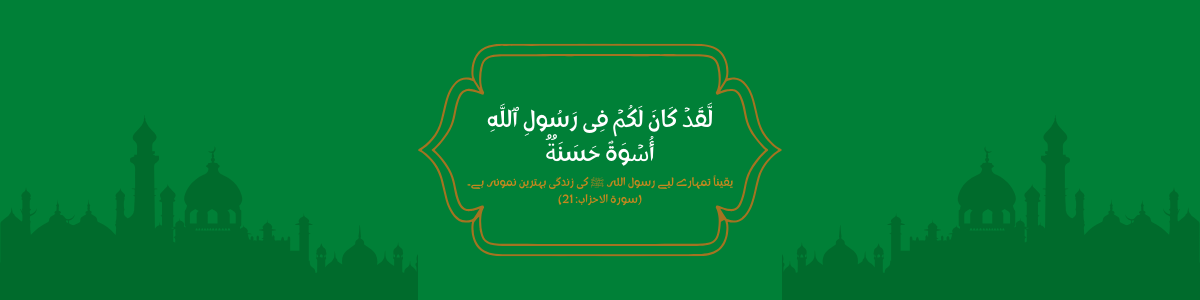 لَّقَدۡ كَانَ لَكُمۡ فِى رَسُولِ ٱللَّهِ
أُسۡوَةٌ حَسَنَةٌۭ
یقیناً تمہارے لیے رسول اللہ ﷺ کی زندگی بہترین نمونہ ہے۔
(سورة الاحزاب: 21)